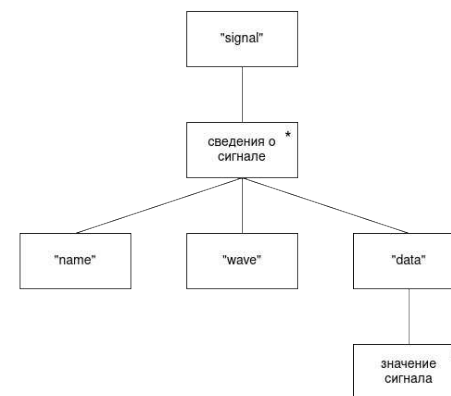 "signal"
сведения о *
сигнале
"name" "wave" "data"
значение
сигнала